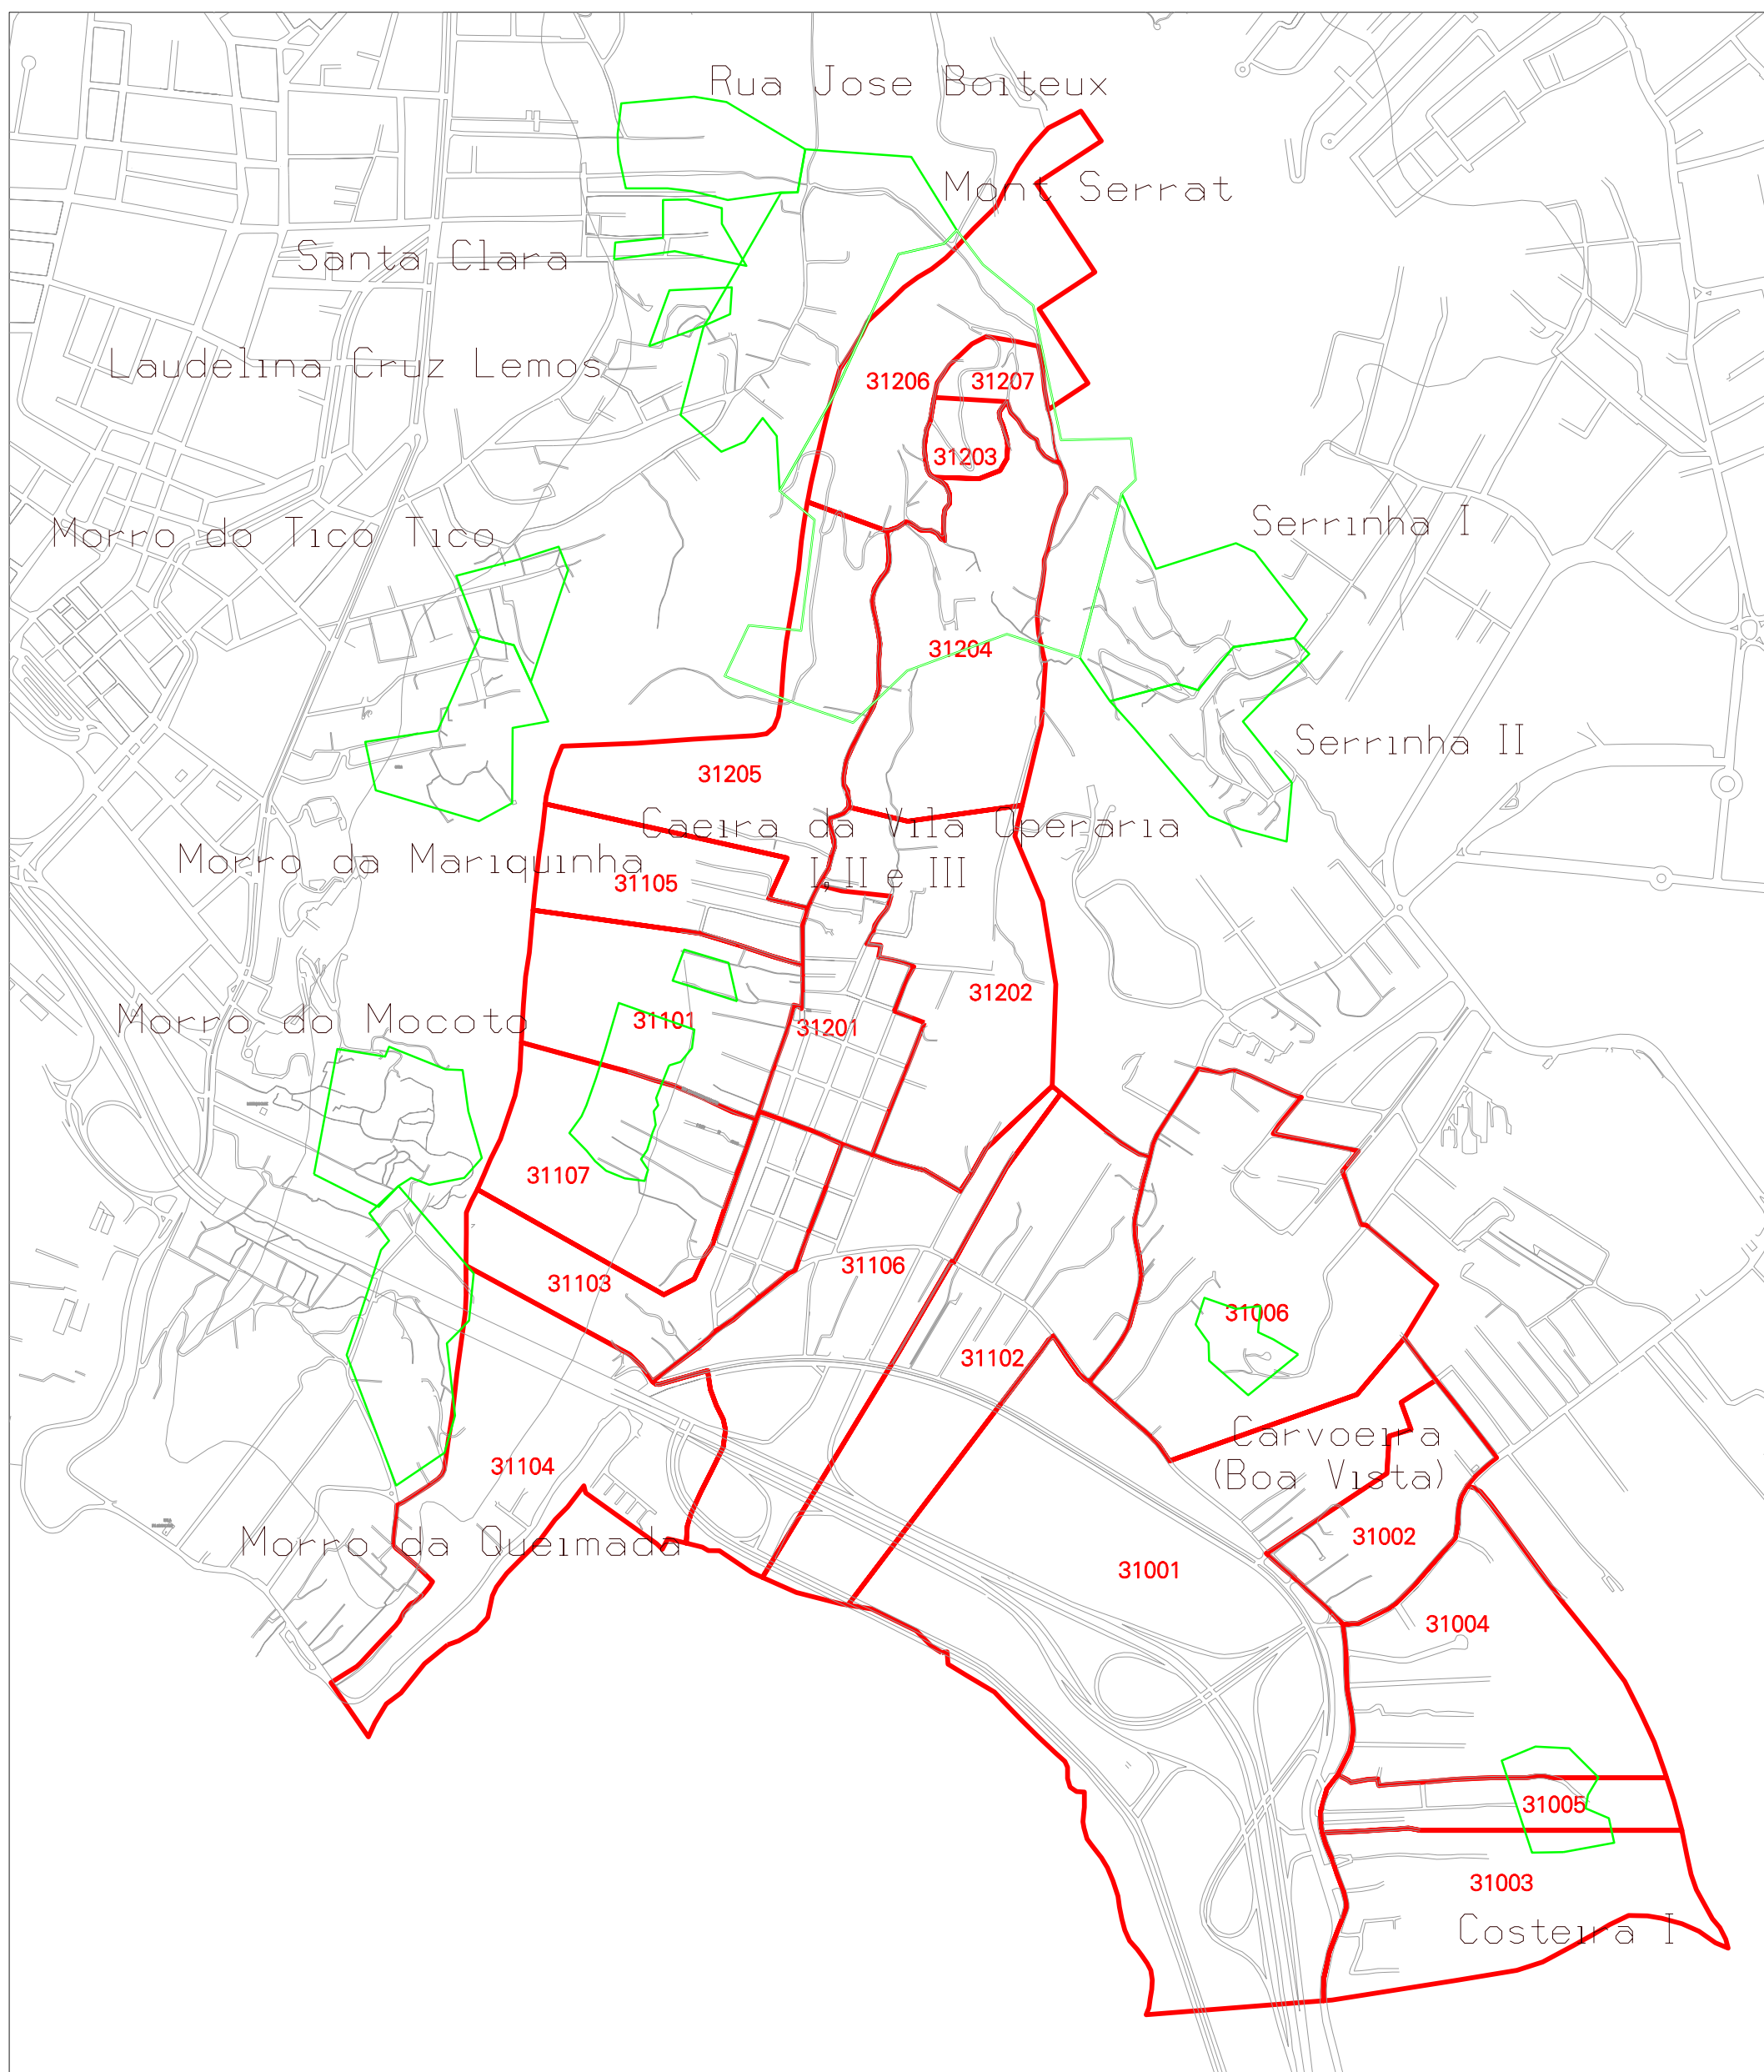 Rua Jose Boiteux
Mont Serrat
Santa Clara
Laudelina Cruz Lemos
31206
31207
31203
Morro do Tico Tico
Serrinha I
31204
Serrinha II
31205
Caeira da Vila Operaria
I, II e III
Morro da Mariquinha
31105
31202
Morro do Mocoto
31101
31201
31107
31103
31106
31006
31102
Carvoeira
(Boa Vista)
31104
31002
Morro da Queimada
31001
31004
31005
31003
Costeira I